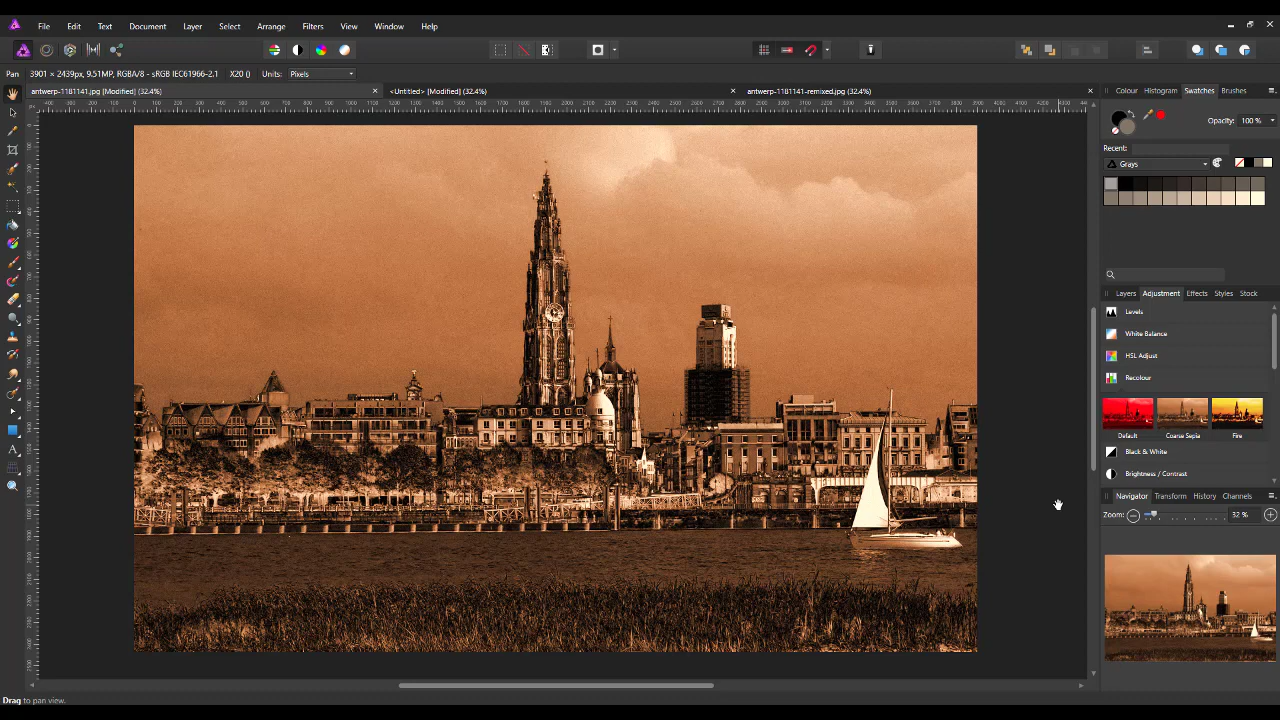 File Edit Text Document Layer Select Arrange Filters View Window Help
Pan 3901 × 2439px, 9.51MP, RGBA/8 - sRGB IEC61966-2.1 X20 () Units: Pixels
antwerp-1181141.jpg [Modified] (32.4%) × <Untitled> [Modified] (32.4%) × antwerp-1181141-remixed.jpg (32.4%) ×
Colour Histogram Swatches Brushes
Opacity: 100 %
Recent:
Grays
Layers Adjustment Effects Styles Stock
Levels
White Balance
HSL Adjust
Recolour
Default Coarse Sepia Fire
Black & White
Brightness / Contrast
Navigator Transform History Channels
Zoom: 32 %
Drag to pan view.